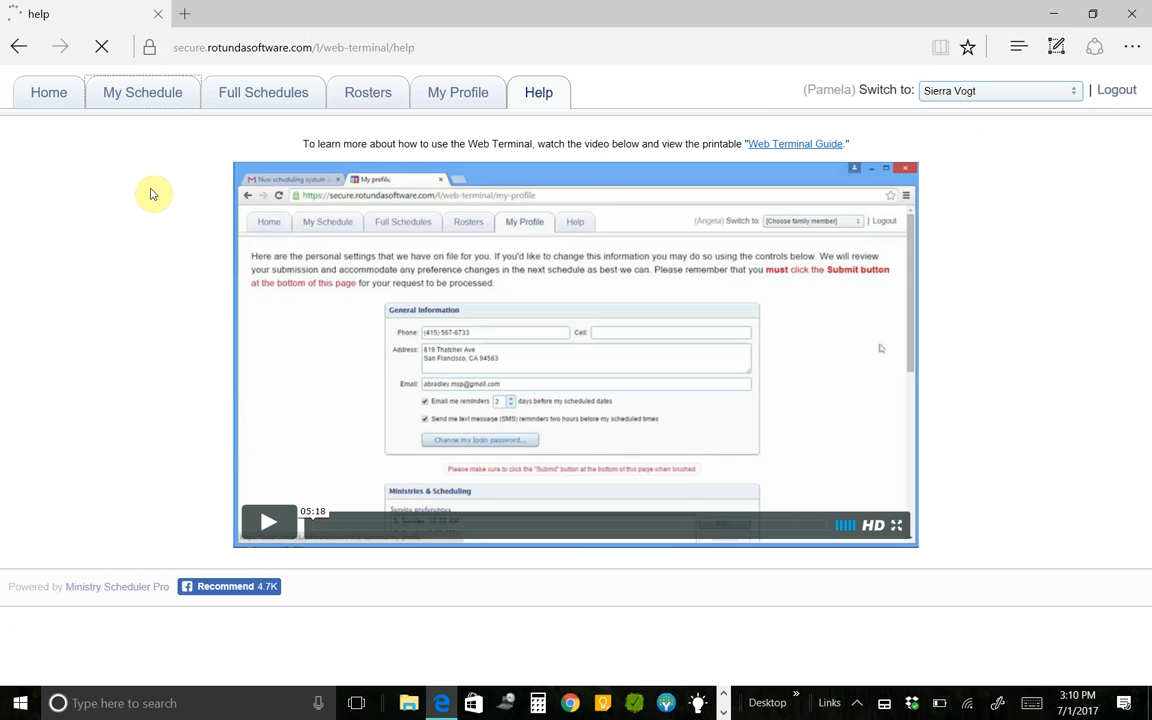 help
secure.rotundasoftware.com/l/web-terminal/help
Home My Schedule Full Schedules Rosters My Profile Help (Pamela) Switch to: Sierra Vogt | Logout
To learn more about how to use the Web Terminal, watch the video below and view the printable "Web Terminal Guide."
New scheduling system My profile
https://secure.rotundasoftware.com/l/web-terminal/my-profile
Home My Schedule Full Schedules Rosters My Profile Help (Angela) Switch to: [Choose family member] | Logout
Here are the personal settings that we have on file for you. If you'd like to change this information you may do so using the controls below. We will review
your submission and accommodate any preference changes in the next schedule as best we can. Please remember that you must click the Submit button
at the bottom of this page for your request to be processed.
General Information
Phone: (415) 567-6733 Cell:
Address: 819 Thatcher Ave
San Francisco, CA 94563
Email: abradley.msp@gmail.com
Email me reminders 2 days before my scheduled dates
Send me text message (SMS) reminders two hours before my scheduled times
Change my login password...
Please make sure to click the "Submit" button at the bottom of this page when finished.
Ministries & Scheduling
Service preferences
05:18
HD
Powered by Ministry Scheduler Pro Recommend 4.7K
Type here to search Desktop » Links 3:10 PM
7/1/2017